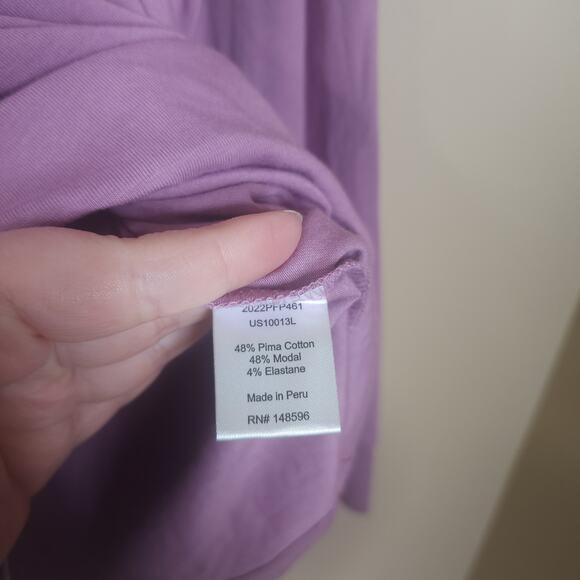 2022PFP461
US10013L
48% Pima Cotton
48% Modal
4% Elastane
Made in Peru
RN# 148596